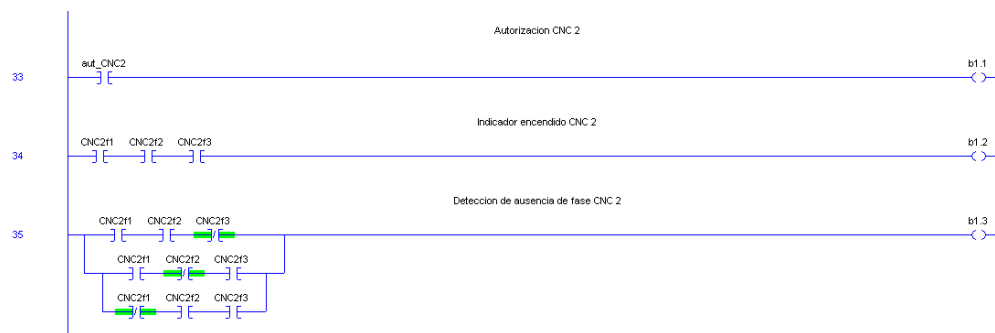 Autorizacion CNC 2
aut_CNC2 b1.1
33
Indicador encendido CNC 2
CNC2f1 CNC2f2 CNC2f3 b1.2
34
Deteccion de ausencia de fase CNC 2
CNC2f1 CNC2f2 CNC2f3 b1.3
35
CNC2f1 CNC2f2 CNC2f3
CNC2f1 CNC2f2 CNC2f3